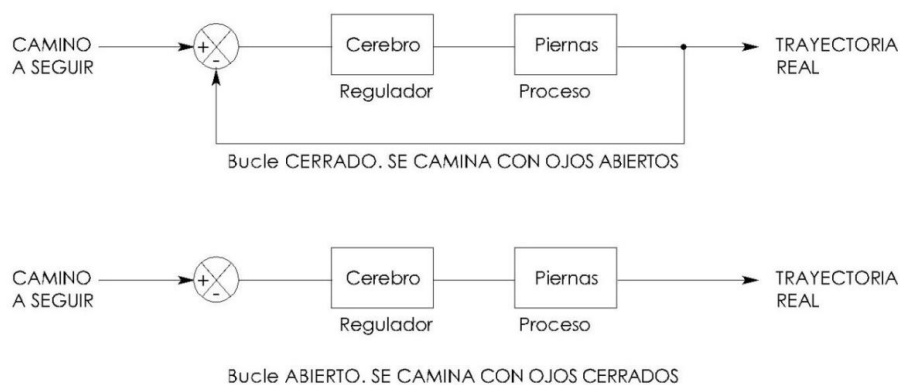 CAMINO
A SEGUIR
+
-
Cerebro
Regulador
Piernas
Proceso
TRAYECTORIA
REAL
Bucle CERRADO. SE CAMINA CON OJOS ABIERTOS
CAMINO
A SEGUIR
+
-
Cerebro
Regulador
Piernas
Proceso
TRAYECTORIA
REAL
Bucle ABIERTO. SE CAMINA CON OJOS CERRADOS